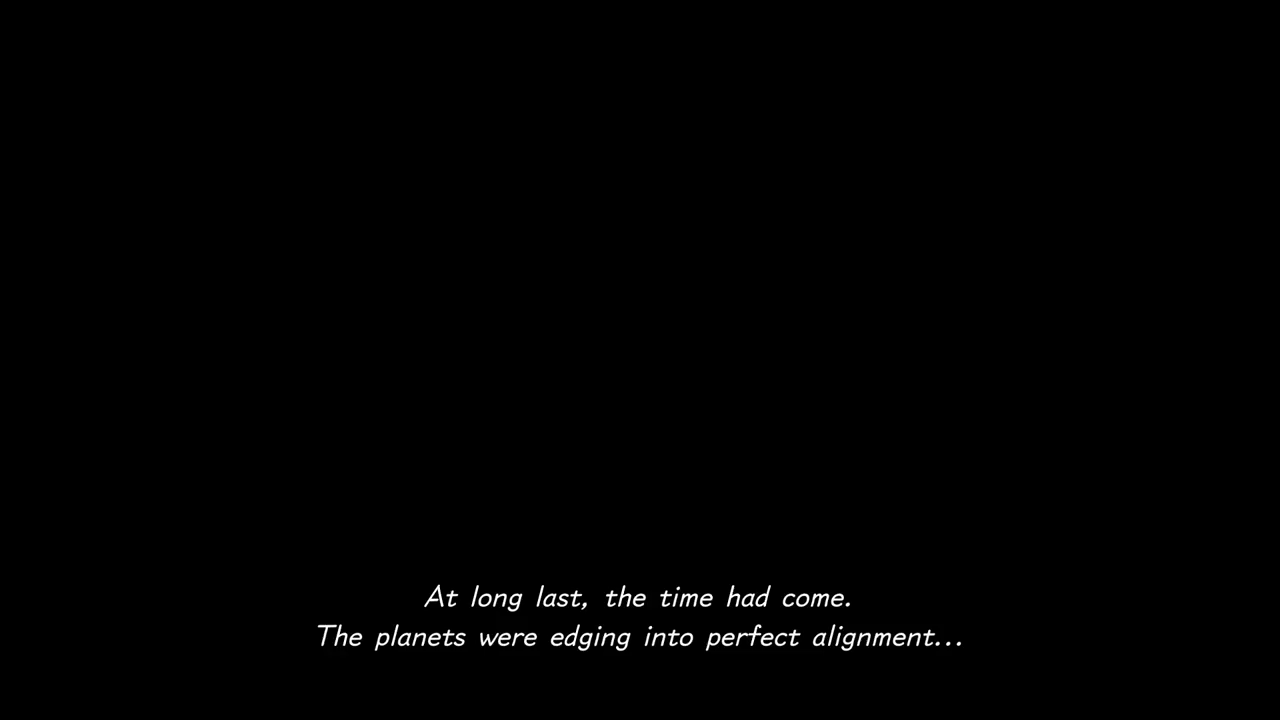 At long last, the time had come.
The planets were edging into perfect alignment...